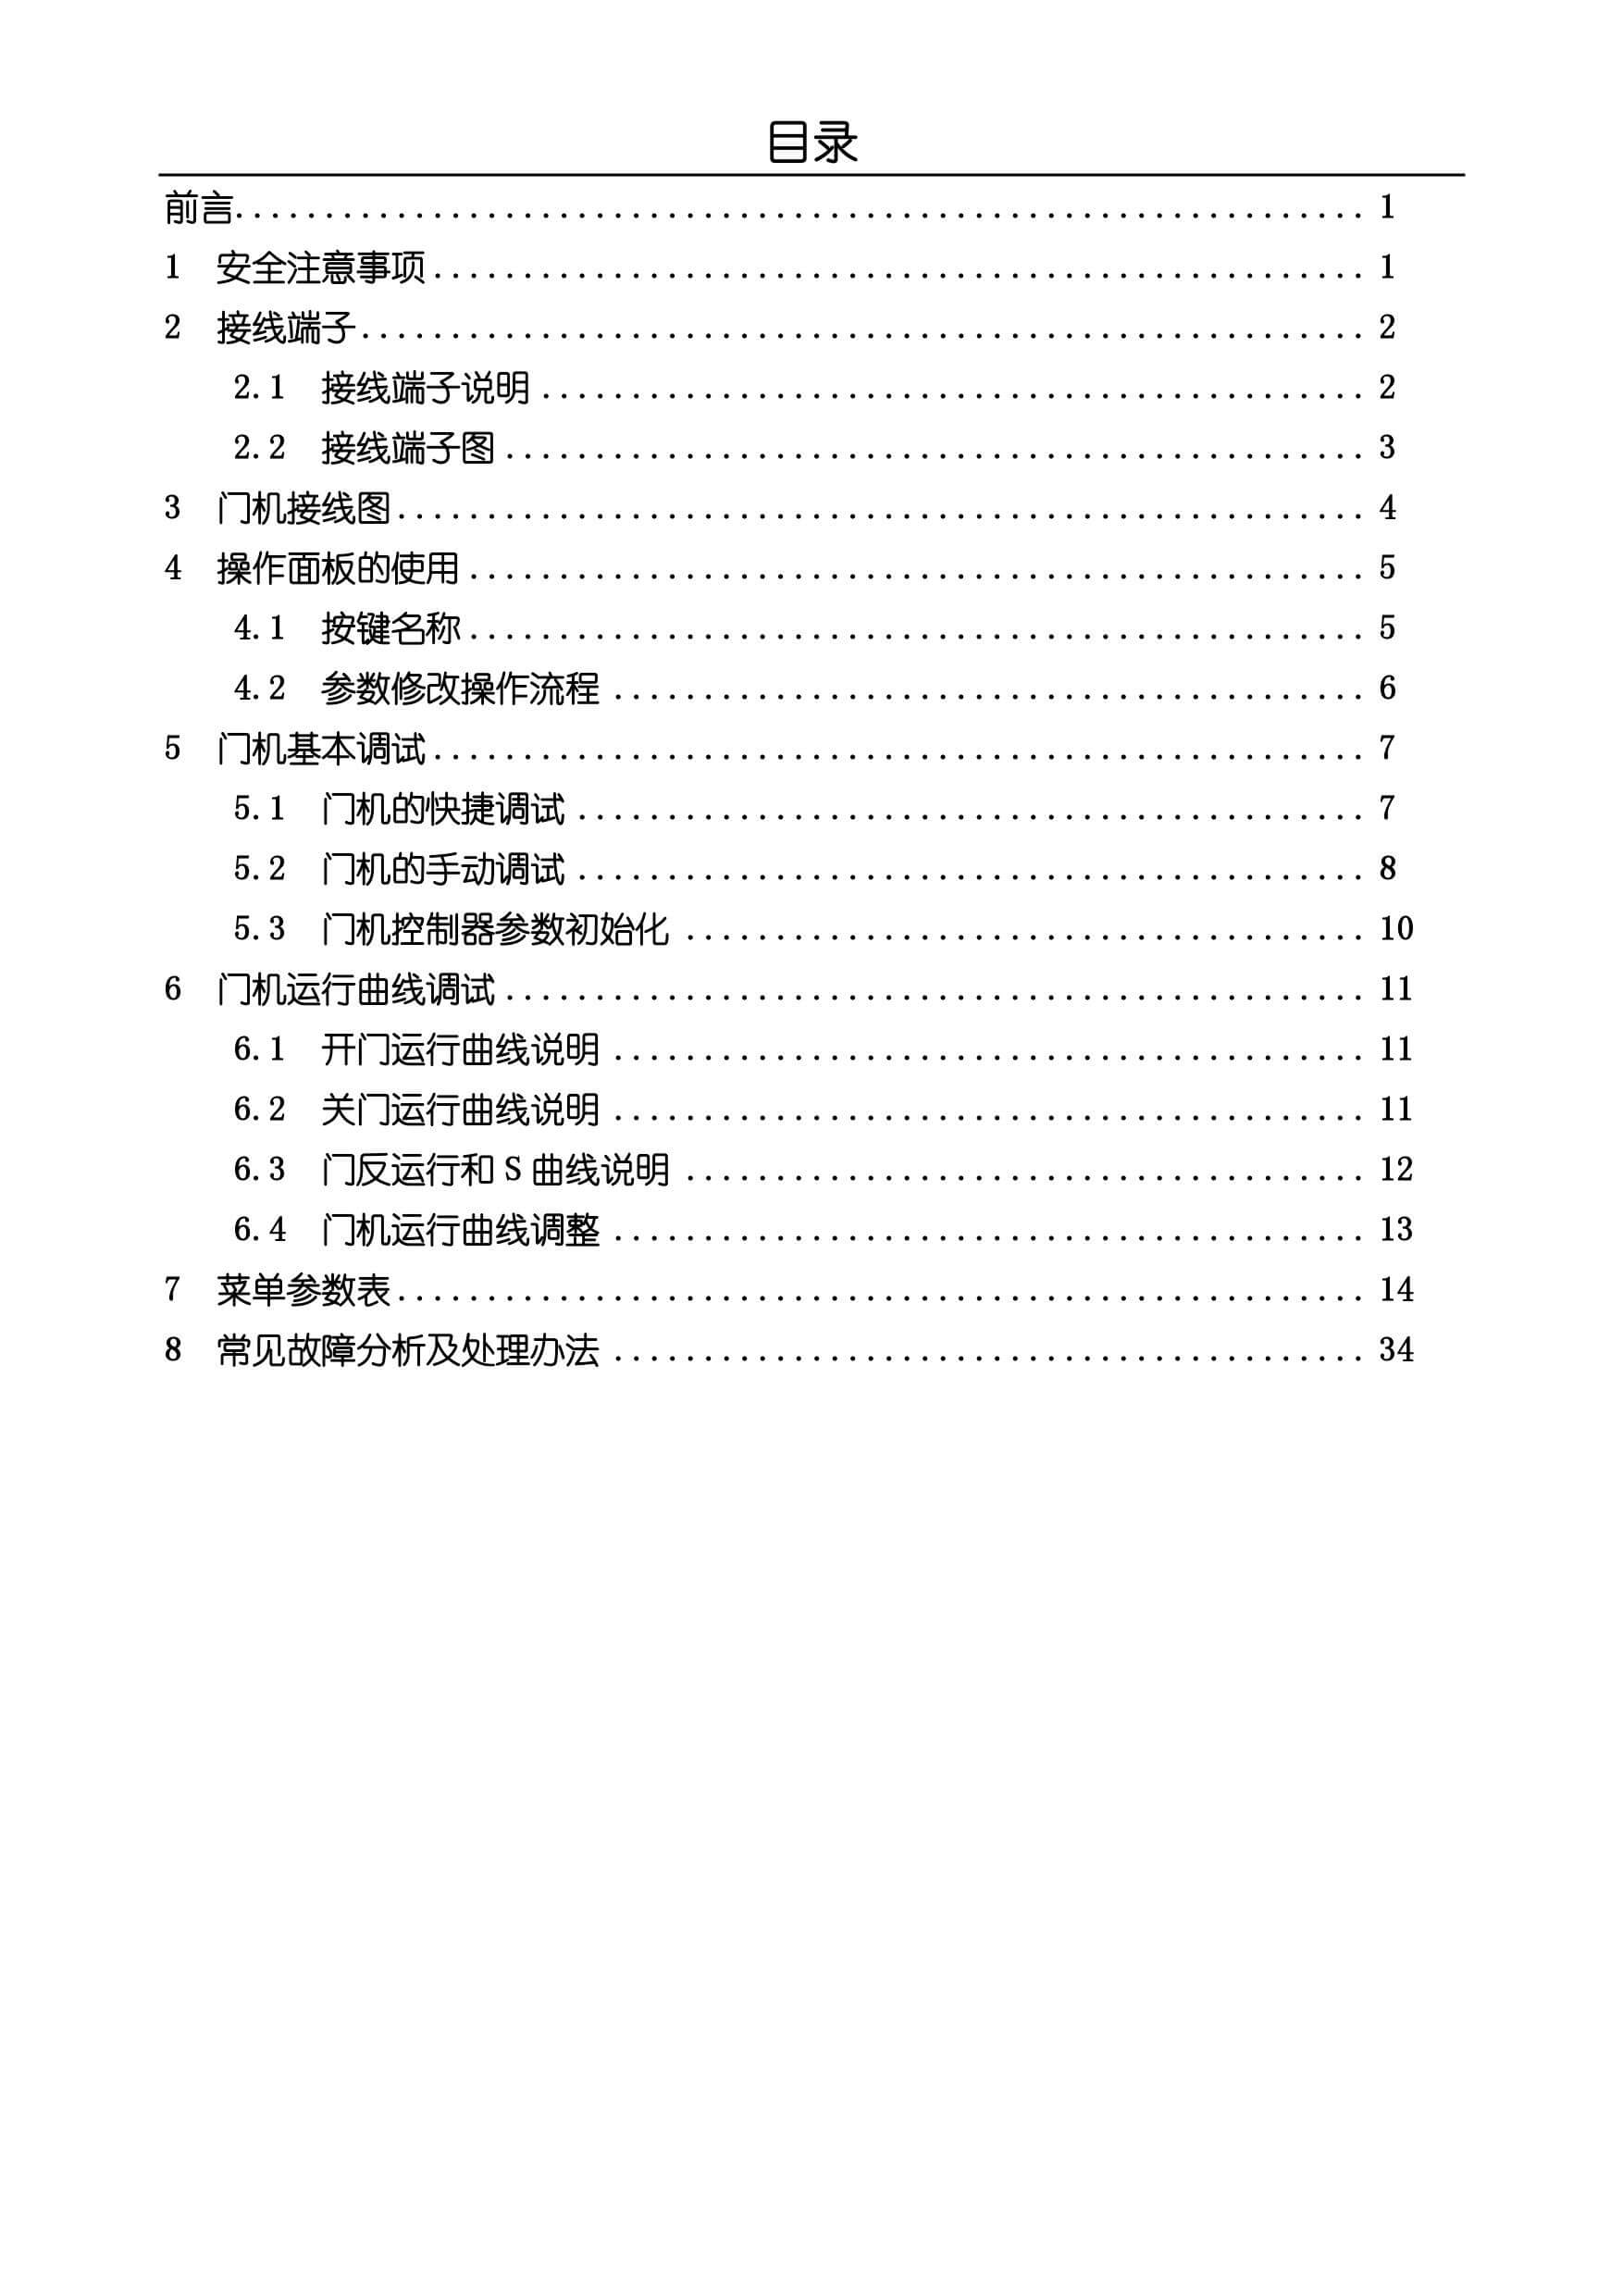 目录
前言............................................................... 1
1 安全注意事项.................................................... 1
2 接线端子........................................................ 2
2.1 接线端子说明.............................................. 2
2.2 接线端子图................................................ 3
3 门机接线图...................................................... 4
4 操作面板的使用.................................................. 5
4.1 按键名称.................................................. 5
4.2 参数修改操作流程.......................................... 6
5 门机基本调试.................................................... 7
5.1 门机的快捷调试............................................ 7
5.2 门机的手动调试............................................ 8
5.3 门机控制器参数初始化...................................... 10
6 门机运行曲线调试................................................ 11
6.1 开门运行曲线说明.......................................... 11
6.2 关门运行曲线说明.......................................... 11
6.3 门反运行和 S 曲线说明...................................... 12
6.4 门机运行曲线调整.......................................... 13
7 菜单参数表...................................................... 14
8 常见故障分析及处理办法.......................................... 34